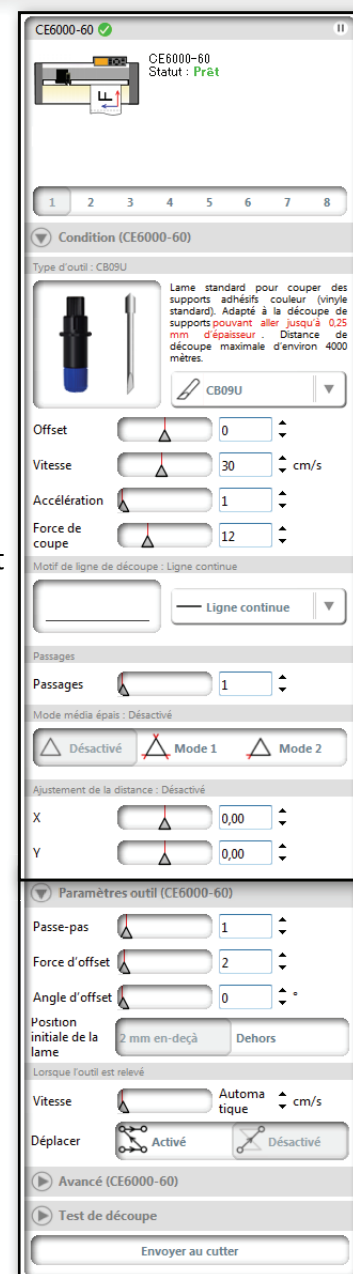 CE6000-60
CE6000-60
Statut : Prêt
1 2 3 4 5 6 7 8
Condition (CE6000-60)
Type d'outil : CB09U
Lame standard pour couper des
supports adhésifs couleur (vinyle
standard). Adapté à la découpe de
supports pouvant aller jusqu'à 0,25
mm d'épaisseur . Distance de
découpe maximale d'environ 4000
mètres.
CB09U
Offset 0
Vitesse 30 cm/s
Accélération 1
Force de
coupe 12
t
Motif de ligne de découpe : Ligne continue
Ligne continue
Passages
Passages 1
Mode média épais : Désactivé
Désactivé Mode 1 Mode 2
Ajustement de la distance : Désactivé
X 0,00
Y 0,00
Paramètres outil (CE6000-60)
Passe-pas 1
Force d'offset 2
Angle d'offset 0 °
Position
initiale de la
lame
2 mm en-deçà Dehors
Lorsque l'outil est relevé
Vitesse Automa
tique cm/s
Déplacer Activé Désactivé
Avancé (CE6000-60)
Test de découpe
Envoyer au cutter